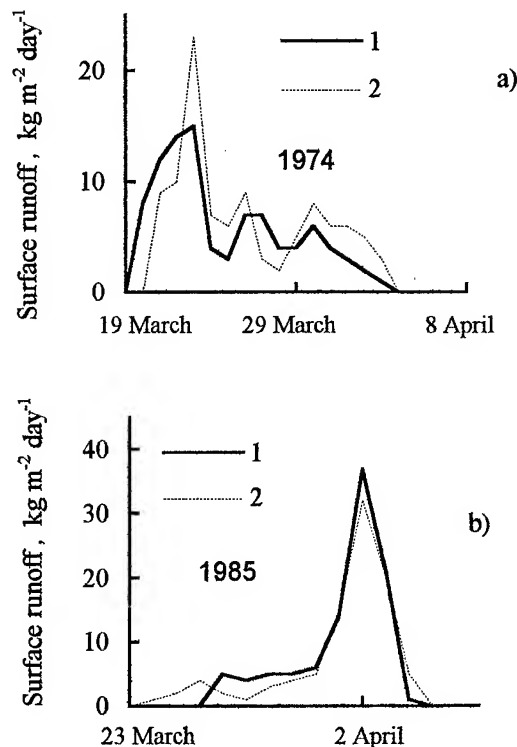 Surface runoff, kg m⁻² day⁻¹
20
10
0
1
2
a)
1974
19 March
29 March
8 April
Surface runoff, kg m⁻² day⁻¹
40
30
20
10
0
1
2
b)
1985
23 March
2 April